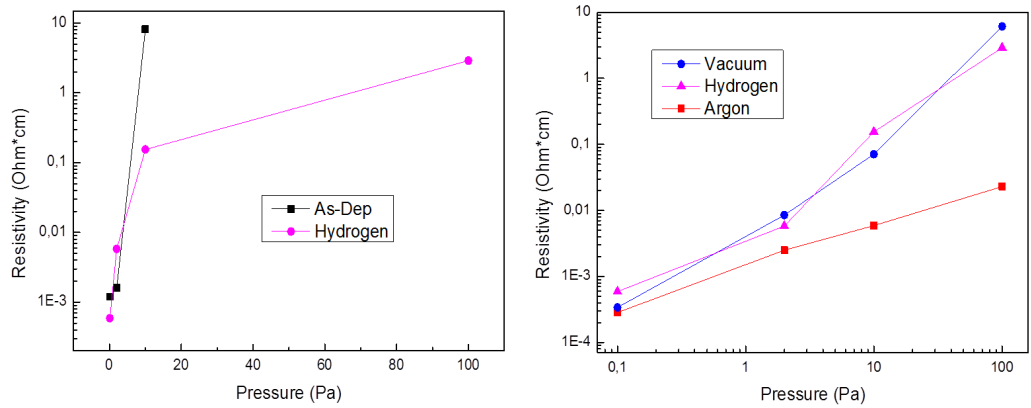 10
1
0,1
0,01
1E-3
Resistivity (Ohm*cm)
As-Dep
Hydrogen
0 20 40 60 80 100
Pressure (Pa)
10
1
0,1
0,01
1E-3
1E-4
Resistivity (Ohm*cm)
Vacuum
Hydrogen
Argon
0,1 1 10 100
Pressure (Pa)